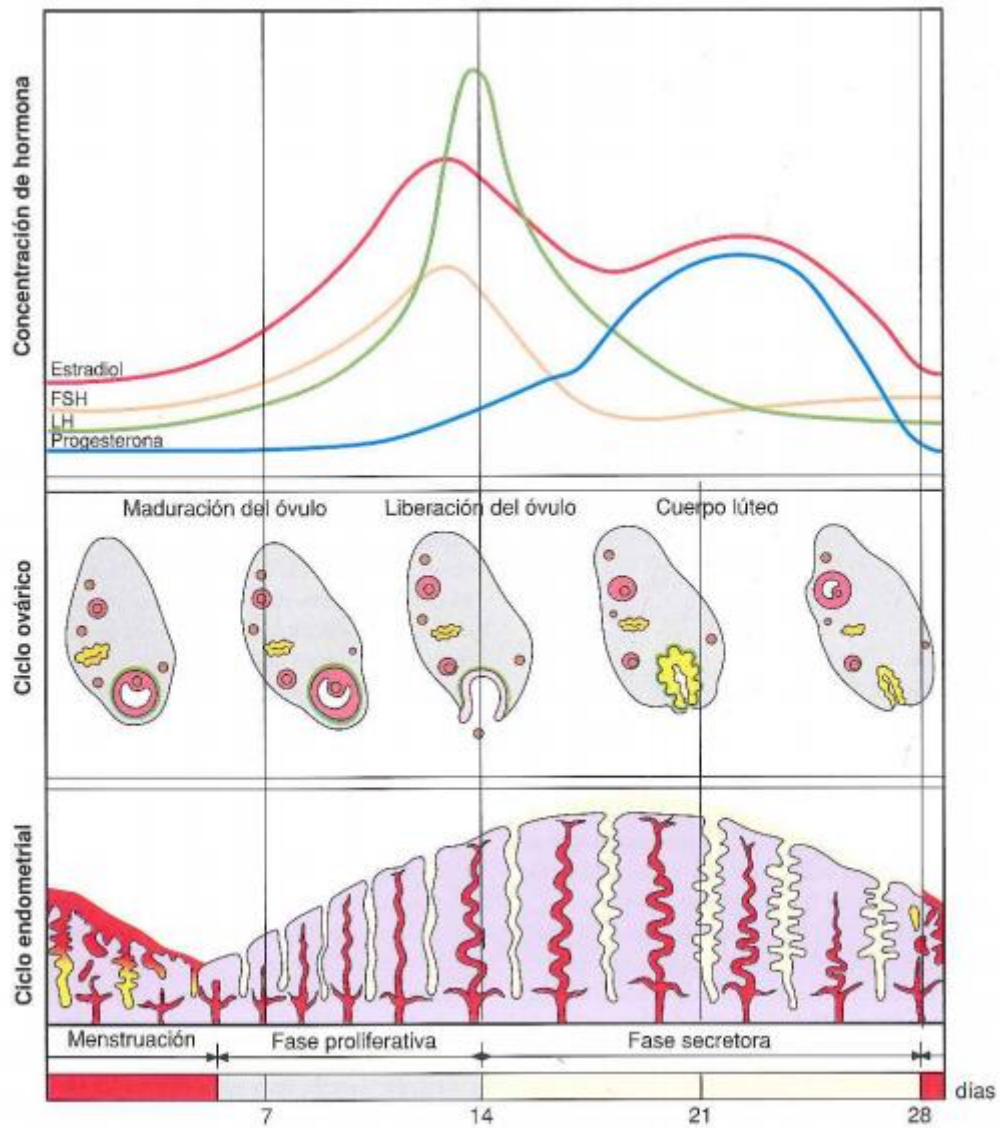 Concentración de hormona
Estradiol
FSH
LH
Progesterona
Ciclo ovárico
Maduración del óvulo
Liberación del óvulo
Cuerpo lúteo
Ciclo endometrial
Menstruación
Fase proliferativa
Fase secretora
días
7
14
21
28